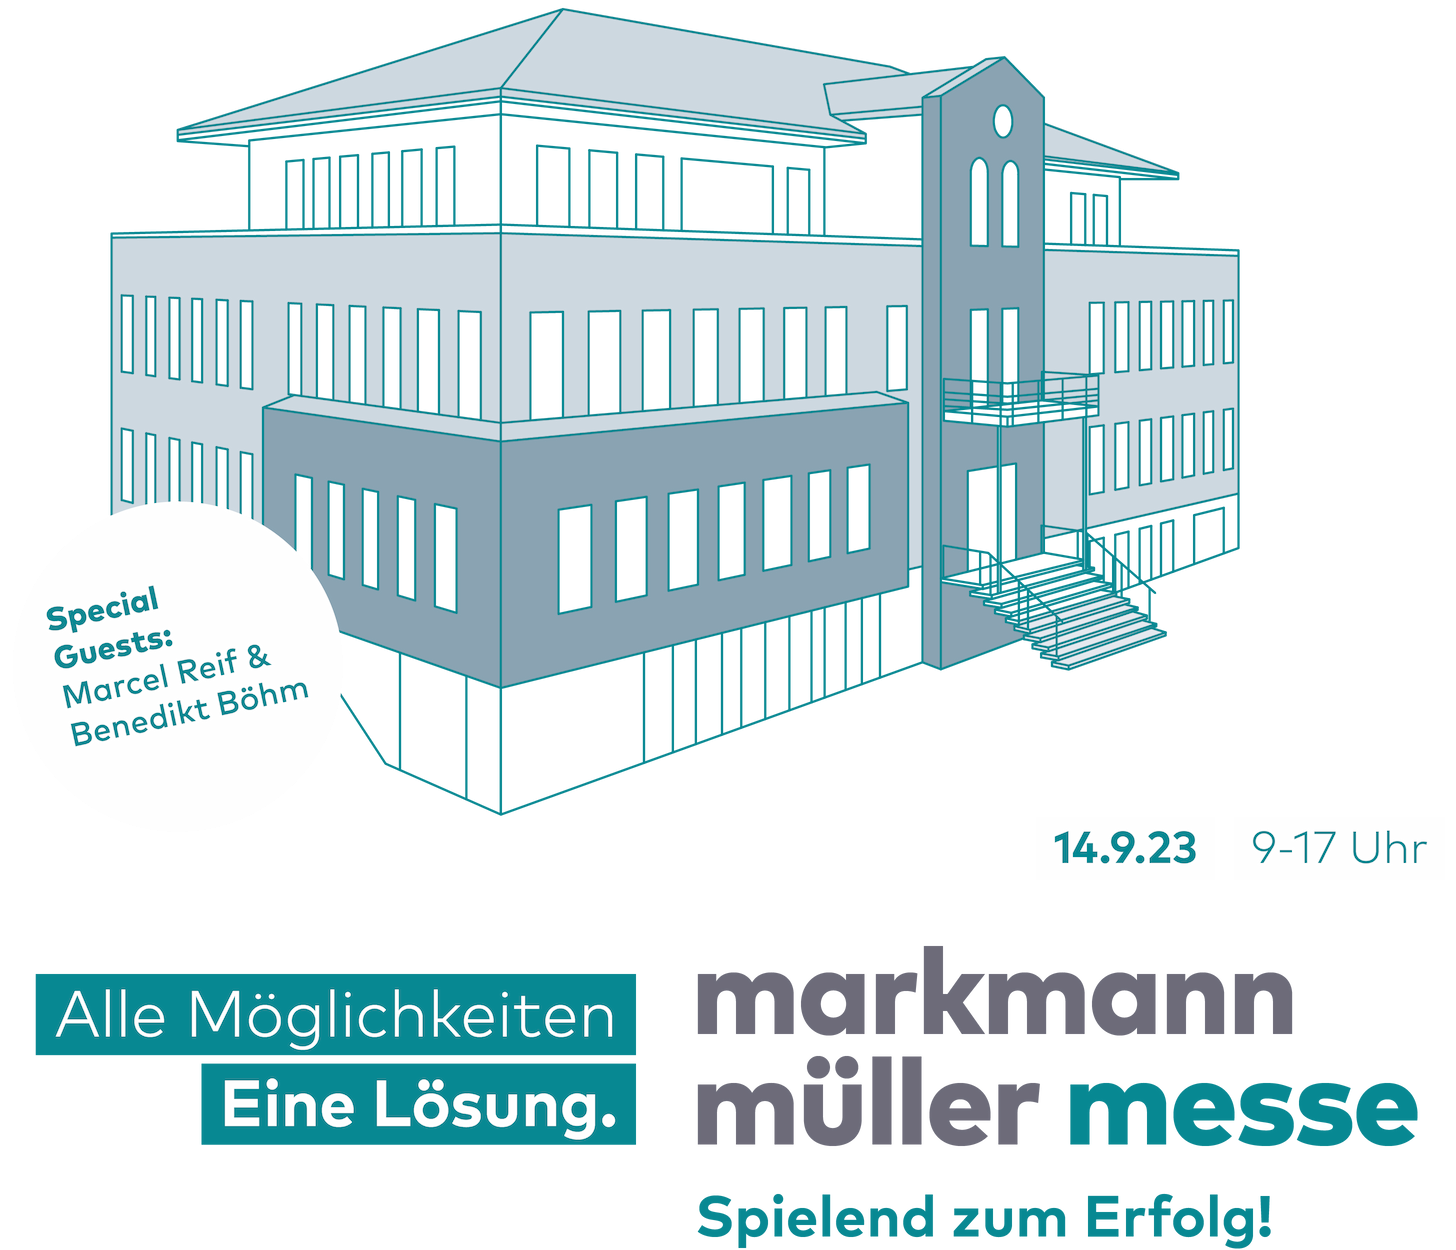 Special
Guests:
Marcel Reif &
Benedikt Böhm
14.9.23 9-17 Uhr
Alle Möglichkeiten
Eine Lösung.
markmann
müller messe
Spielend zum Erfolg!